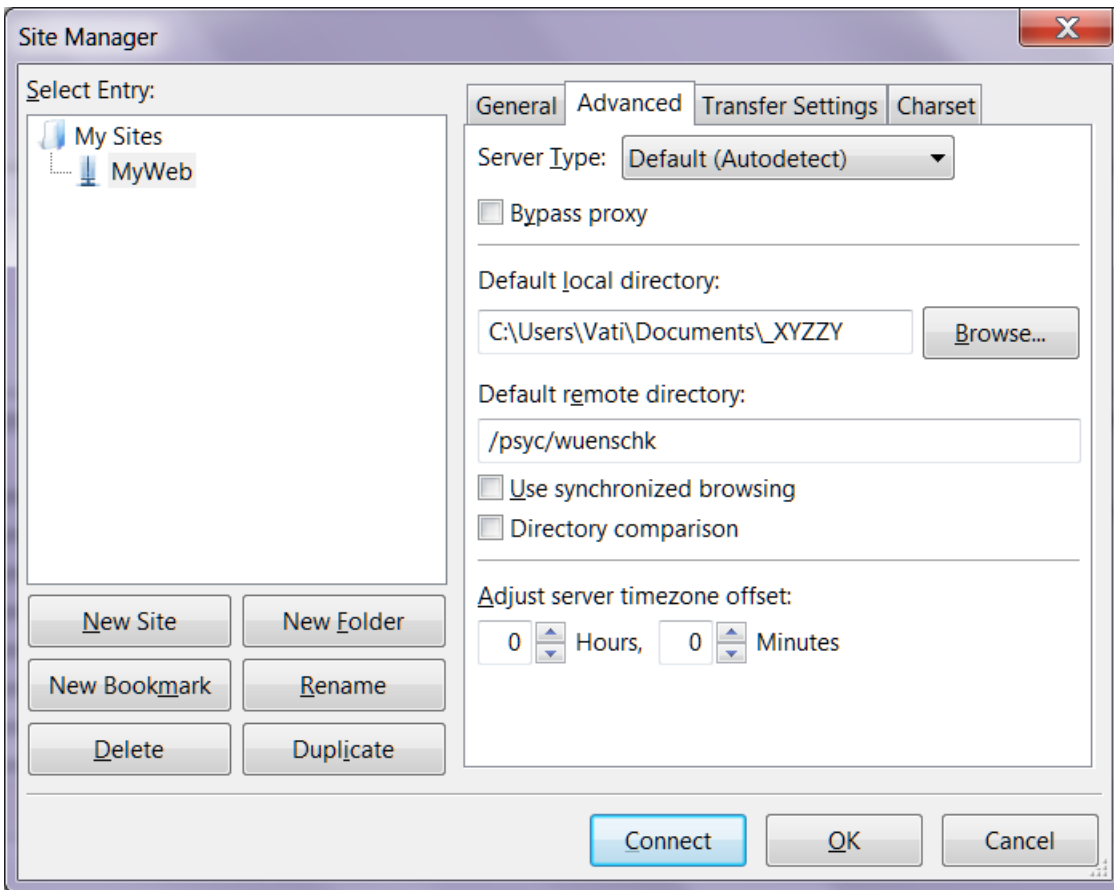 Site Manager
X
Select Entry:
My Sites
MyWeb
New Site
New Folder
New Bookmark
Rename
Delete
Duplicate
General
Advanced
Transfer Settings
Charset
Server Type:
Default (Autodetect)
Bypass proxy
Default local directory:
C:\Users\Vati\Documents\_XYZZY
Browse...
Default remote directory:
/psyc/wuenschk
Use synchronized browsing
Directory comparison
Adjust server timezone offset:
0 Hours, 0 Minutes
Connect
OK
Cancel